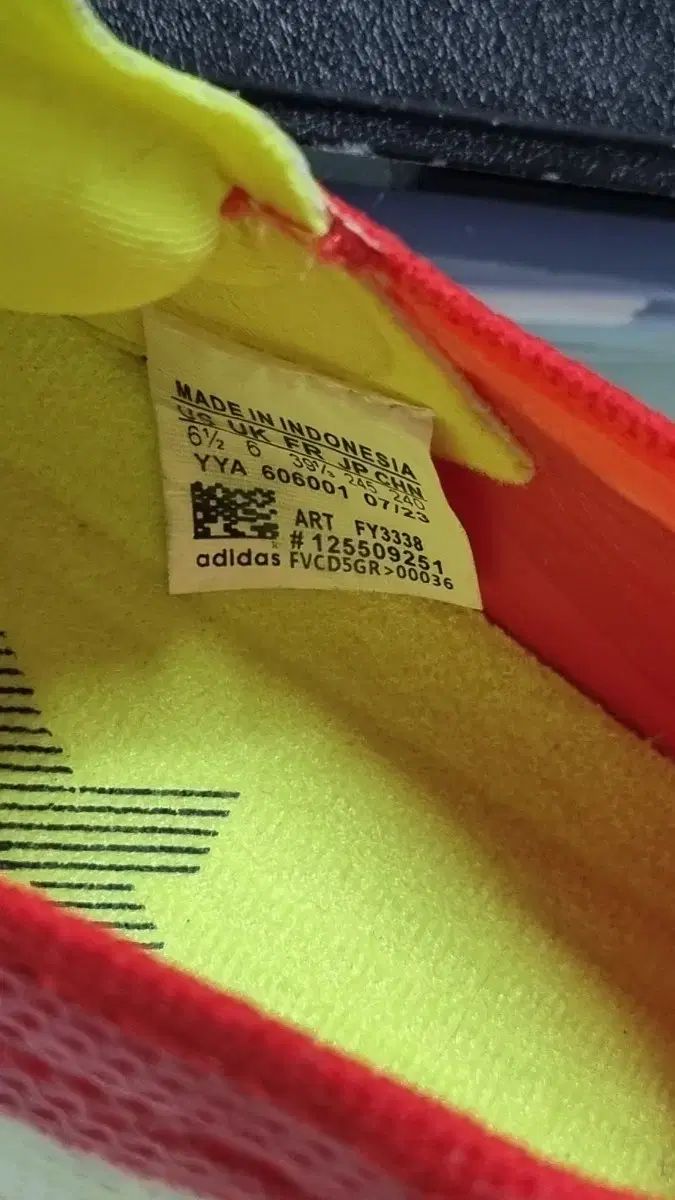 MADE IN INDONESIA
US UK FR JP CHN
6½ 6 39⅓ 245 240
YYA 606001 07/23
ART FY3338
# 125509251
adidas FVCD5GR>00036